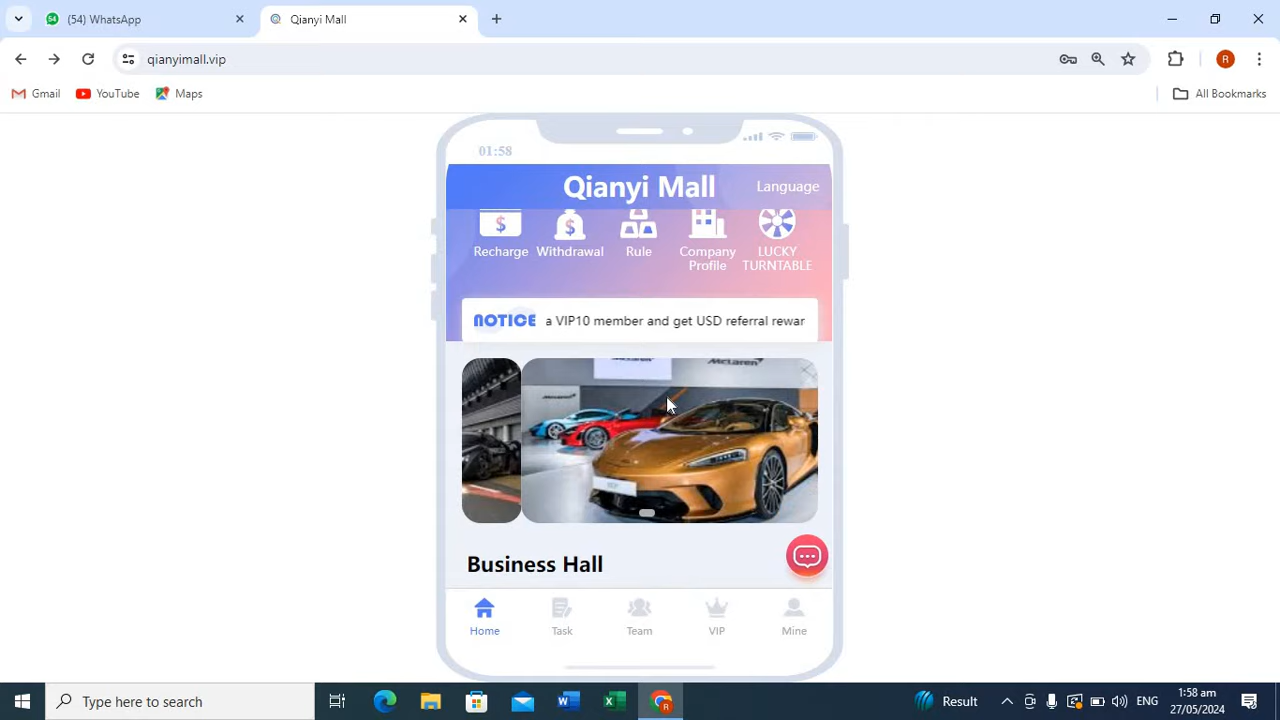 (54) WhatsApp
Qianyi Mall
qianyimall.vip
R
Gmail
YouTube
Maps
All Bookmarks
01:58
Qianyi Mall
Language
Recharge
Withdrawal
Rule
Company Profile
LUCKY TURNTABLE
NOTICE
a VIP10 member and get USD referral rewar
McLaren
McLaren
Business Hall
Home
Task
Team
VIP
Mine
Type here to search
Result
ENG
1:58 am
27/05/2024